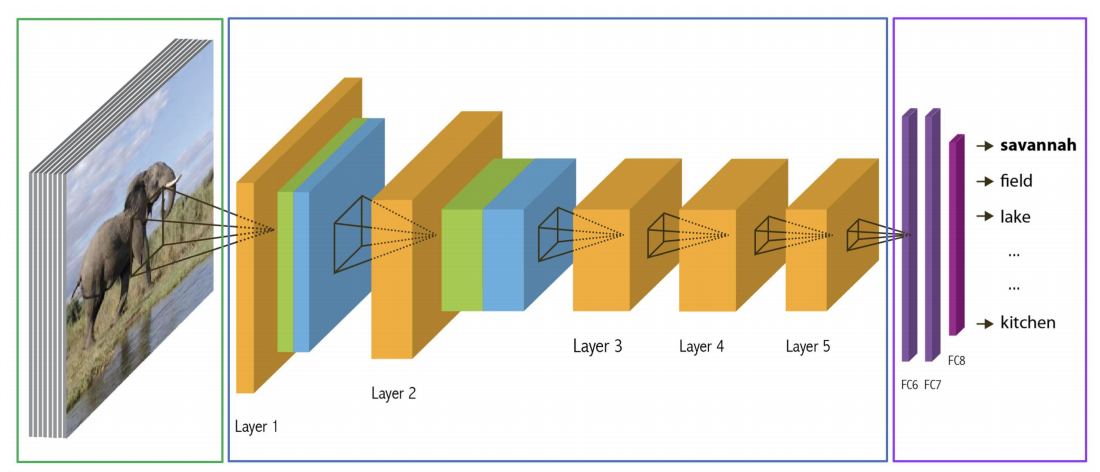 savannah
field
lake
...
...
kitchen
FC8
FC6 FC7
Layer 3
Layer 4
Layer 5
Layer 2
Layer 1